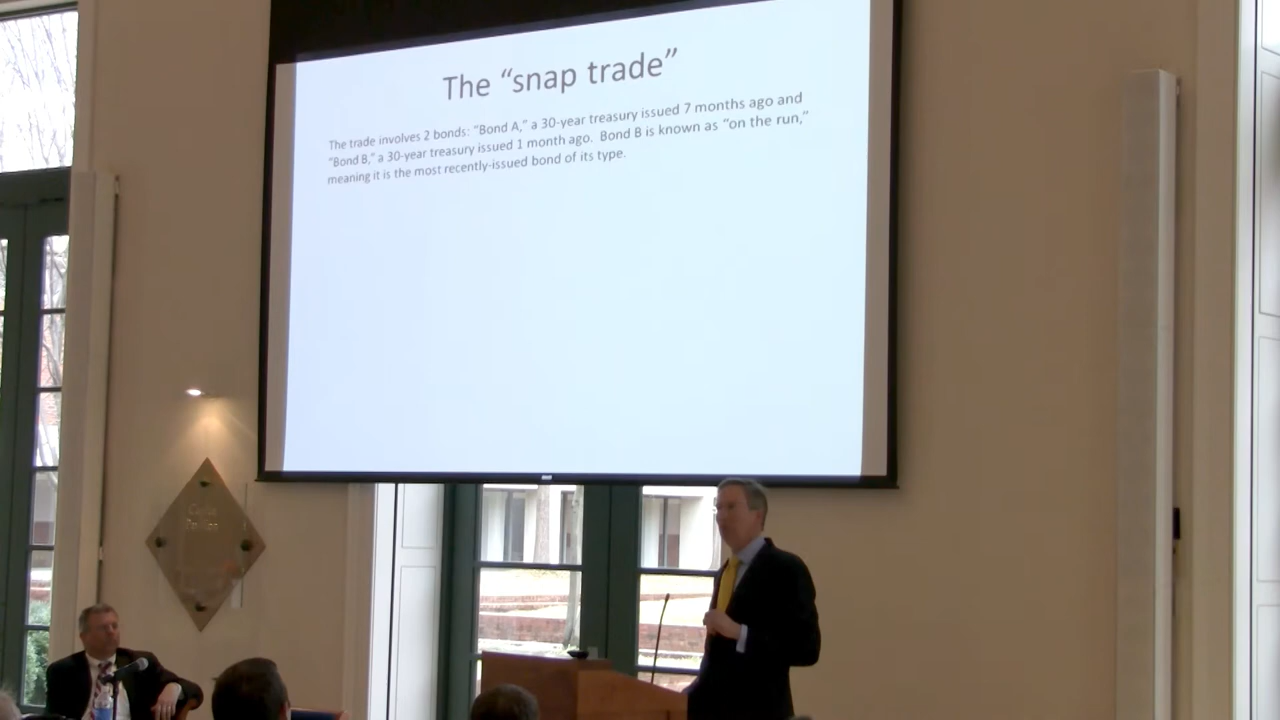 The “snap trade”
The trade involves 2 bonds: “Bond A,” a 30-year treasury issued 7 months ago and
“Bond B,” a 30-year treasury issued 1 month ago.  Bond B is known as “on the run,”
meaning it is the most recently-issued bond of its type.